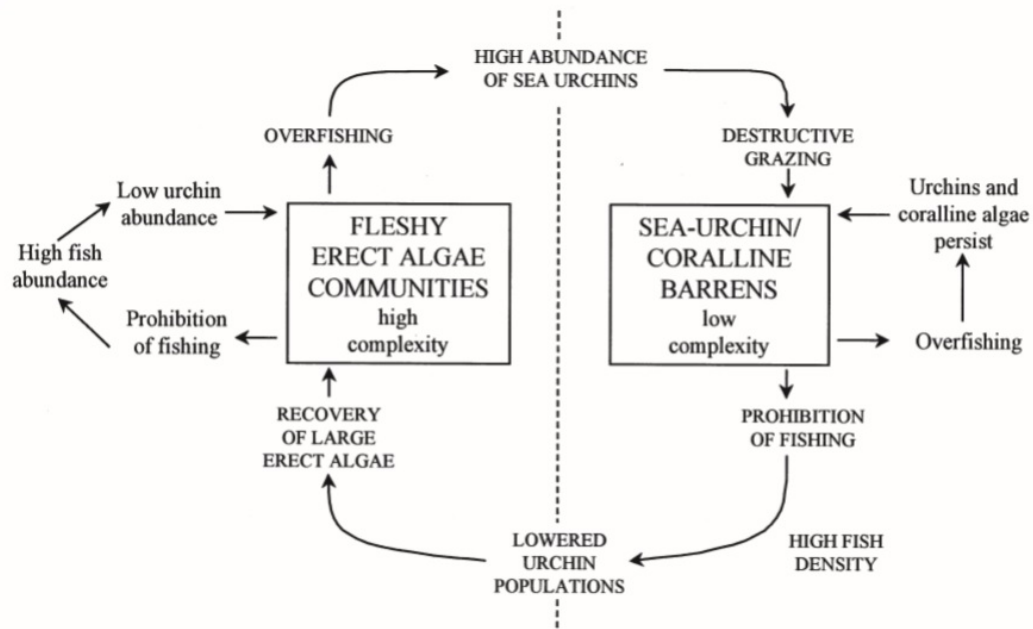 HIGH ABUNDANCE
OF SEA URCHINS
OVERFISHING
DESTRUCTIVE
GRAZING
Low urchin
abundance
High fish
abundance
Prohibition
of fishing
FLESHY
ERECT ALGAE
COMMUNITIES
high
complexity
SEA-URCHIN/
CORALLINE
BARRENS
low
complexity
Urchins and
coralline algae
persist
Overfishing
RECOVERY
OF LARGE
ERECT ALGAE
PROHIBITION
OF FISHING
LOWERED
URCHIN
POPULATIONS
HIGH FISH
DENSITY